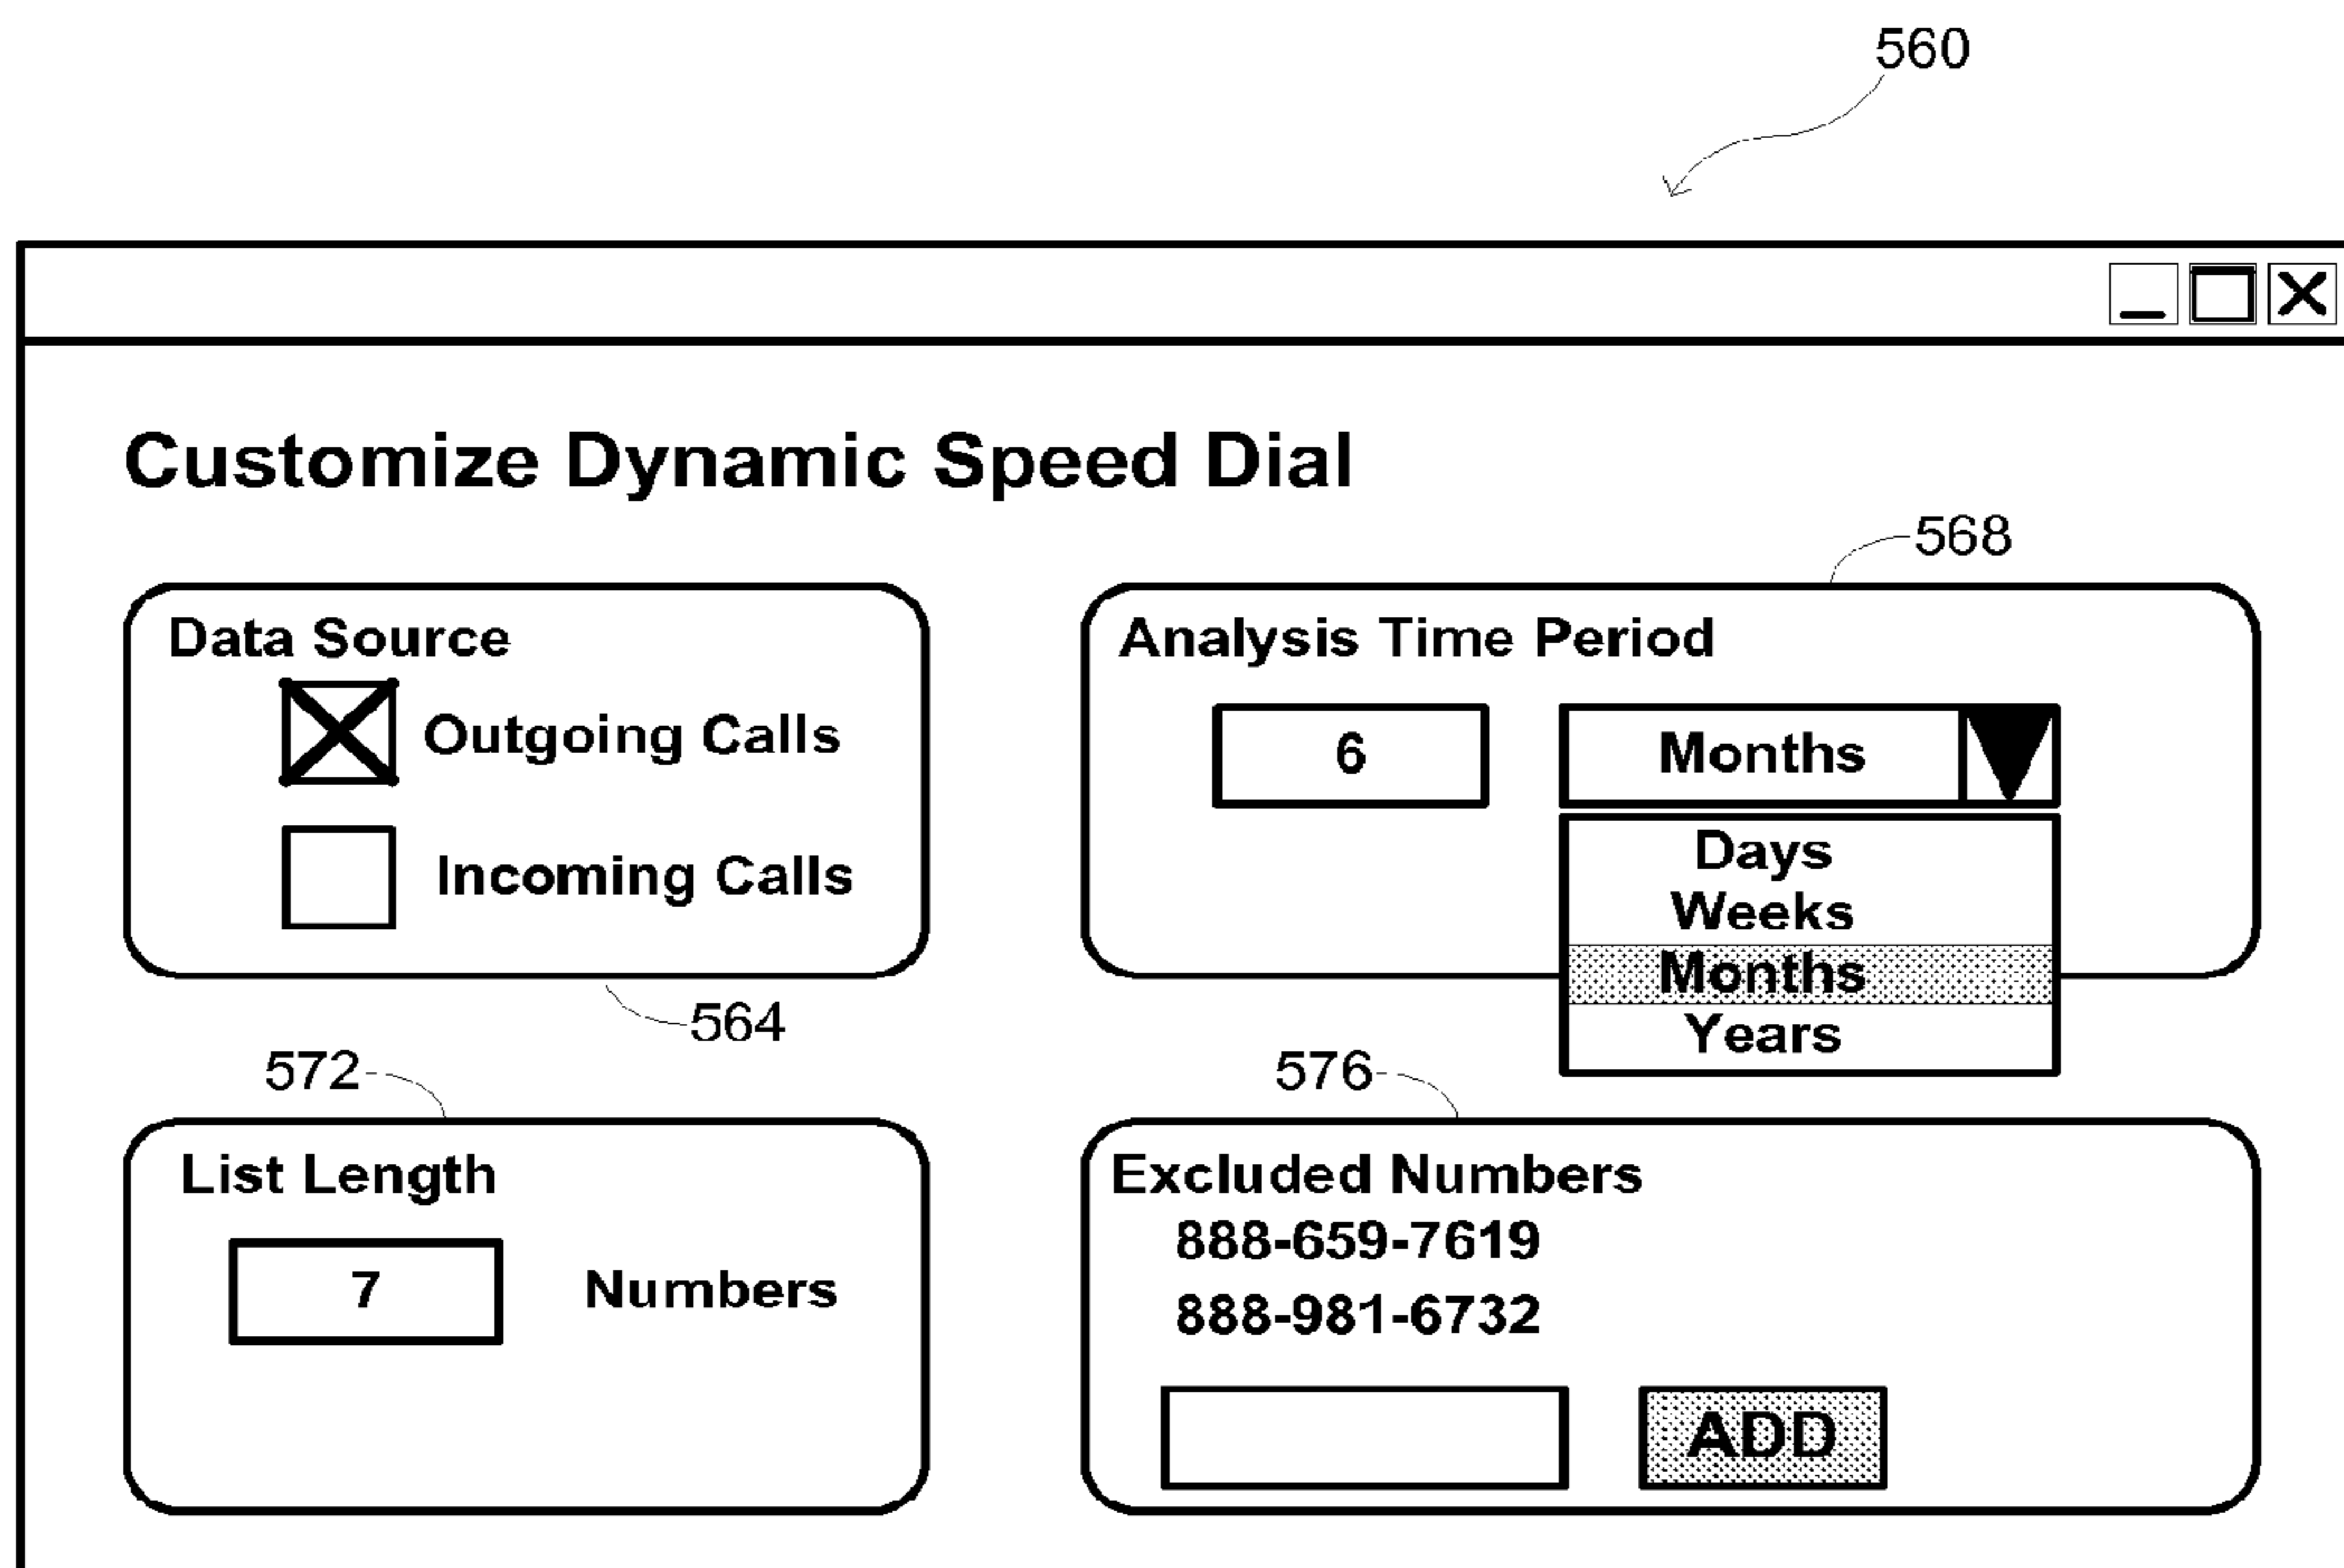 560
Customize Dynamic Speed Dial
568
Data Source
Outgoing Calls
Incoming Calls
564
Analysis Time Period
6
Months
Days
Weeks
Months
Years
572
List Length
7 Numbers
576
Excluded Numbers
888-659-7619
888-981-6732
ADD